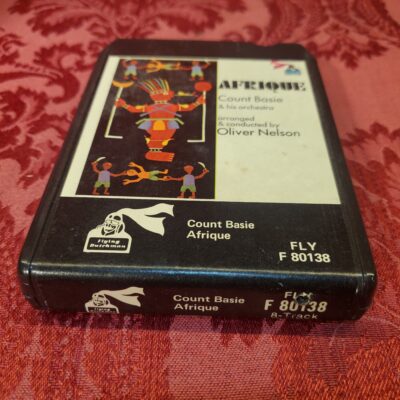 AFRIQUE
Count Basie
& his orchestra
arranged
& conducted by
Oliver Nelson
Flying
Dutchman
Count Basie
Afrique
FLY
F 80138
Count Basie
Afrique
FLY
F 80138
8-Track